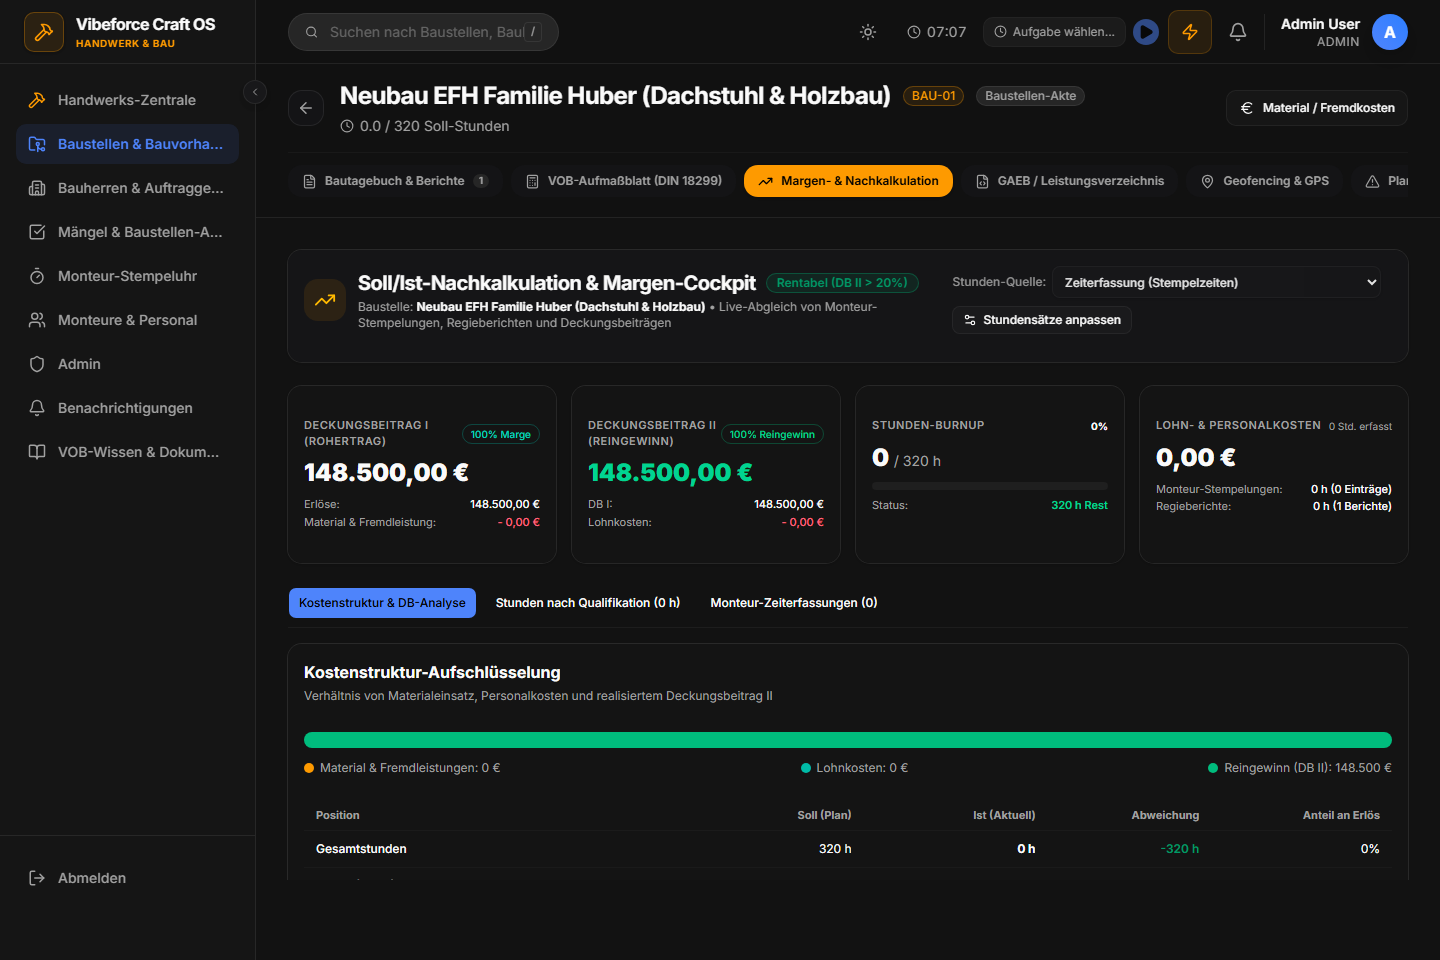 Vibeforce Craft OS
HANDWERK & BAU
Suchen nach Baustellen, Bau
/
07:07
Aufgabe wählen...
Admin User
ADMIN
A
Handwerks-Zentrale
Baustellen & Bauvorha...
Bauherren & Auftragge...
Mängel & Baustellen-A...
Monteur-Stempeluhr
Monteure & Personal
Admin
Benachrichtigungen
VOB-Wissen & Dokum...
Abmelden
Neubau EFH Familie Huber (Dachstuhl & Holzbau)
BAU-01
Baustellen-Akte
0.0 / 320 Soll-Stunden
Material / Fremdkosten
Bautagebuch & Berichte 1
VOB-Aufmaßblatt (DIN 18299)
Margen- & Nachkalkulation
GAEB / Leistungsverzeichnis
Geofencing & GPS
Soll/Ist-Nachkalkulation & Margen-Cockpit
Rentabel (DB II > 20%)
Baustelle: Neubau EFH Familie Huber (Dachstuhl & Holzbau) • Live-Abgleich von Monteur-
Stempelungen, Regieberichten und Deckungsbeiträgen
Stunden-Quelle:
Zeiterfassung (Stempelzeiten)
Stundensätze anpassen
DECKUNGSBEITRAG I
(ROHERTRAG)
100% Marge
148.500,00 €
Erlöse: 148.500,00 €
Material & Fremdleistung: - 0,00 €
DECKUNGSBEITRAG II
(REINGEWINN)
100% Reingewinn
148.500,00 €
DB I: 148.500,00 €
Lohnkosten: - 0,00 €
STUNDEN-BURNUP 0%
0 / 320 h
Status: 320 h Rest
LOHN- & PERSONALKOSTEN 0 Std. erfasst
0,00 €
Monteur-Stempelungen: 0 h (0 Einträge)
Regieberichte: 0 h (1 Berichte)
Kostenstruktur & DB-Analyse
Stunden nach Qualifikation (0 h)
Monteur-Zeiterfassungen (0)
Kostenstruktur-Aufschlüsselung
Verhältnis von Materialeinsatz, Personalkosten und realisiertem Deckungsbeitrag II
Material & Fremdleistungen: 0 €
Lohnkosten: 0 €
Reingewinn (DB II): 148.500 €
Position Soll (Plan) Ist (Aktuell) Abweichung Anteil an Erlös
Gesamtstunden 320 h 0 h -320 h 0%